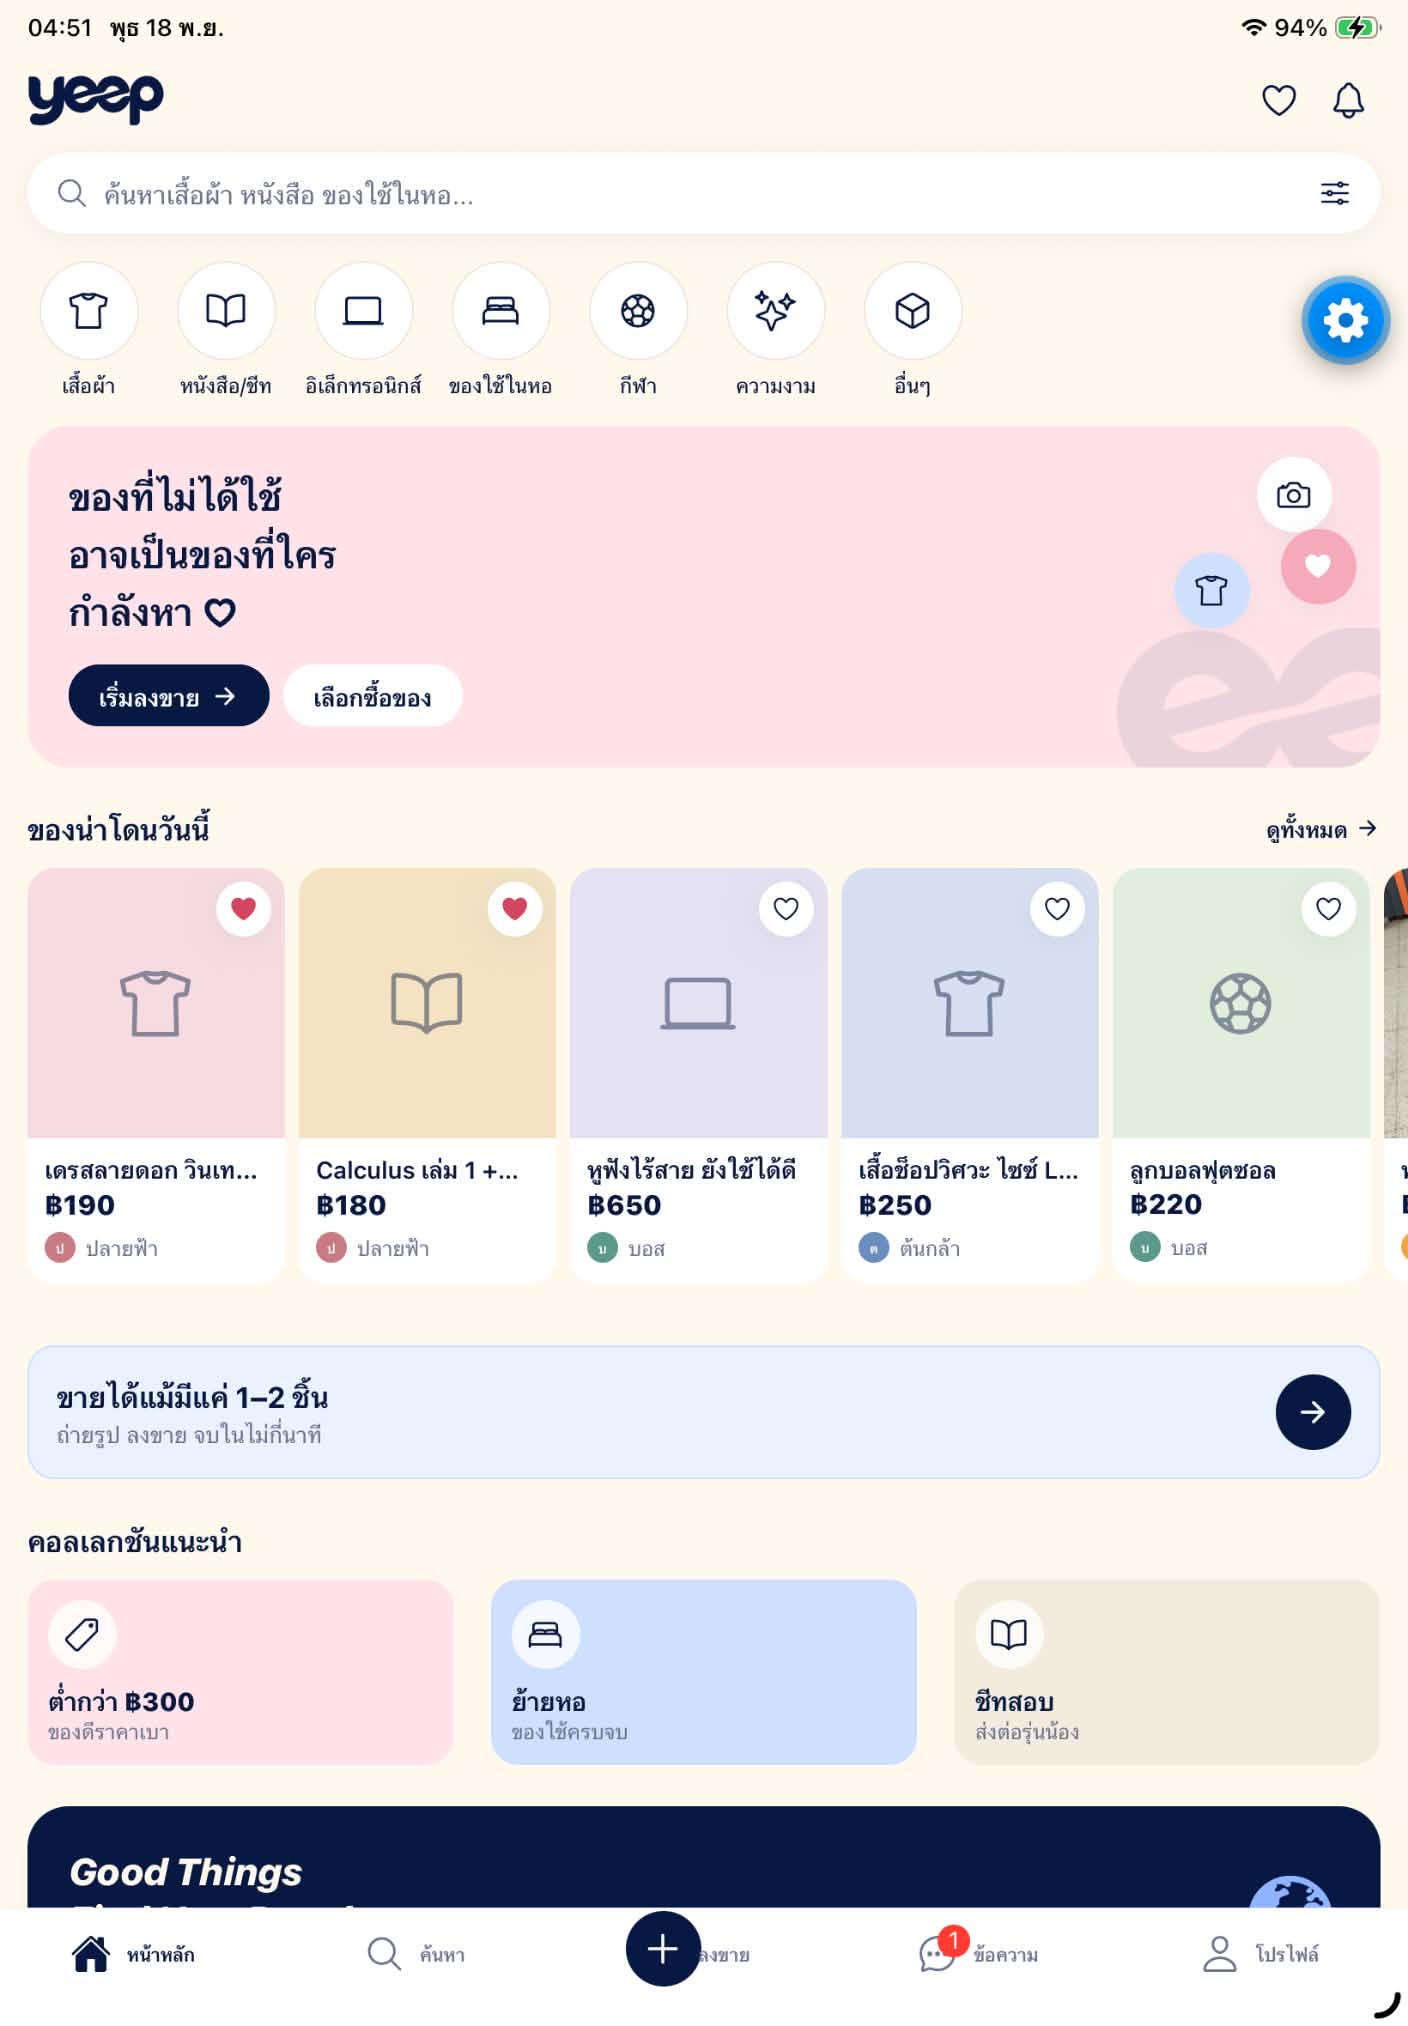 04:51 พุธ 18 พ.ย.
94%
yeep
ค้นหาเสื้อผ้า หนังสือ ของใช้ในหอ...
เสื้อผ้า
หนังสือ/ชีท
อิเล็กทรอนิกส์
ของใช้ในหอ
กีฬา
ความงาม
อื่นๆ
ของที่ไม่ได้ใช้
อาจเป็นของที่ใคร
กำลังหา
เริ่มลงขาย →
เลือกซื้อของ
ของน่าโดนวันนี้
ดูทั้งหมด →
เดรสลายดอก วินเท...
฿190
ป ปลายฟ้า
Calculus เล่ม 1 +...
฿180
ป ปลายฟ้า
หูฟังไร้สาย ยังใช้ได้ดี
฿650
บ บอส
เสื้อช็อปวิศวะ ไซซ์ L...
฿250
ต ต้นกล้า
ลูกบอลฟุตซอล
฿220
บ บอส
ขายได้แม้มีแค่ 1–2 ชิ้น
ถ่ายรูป ลงขาย จบในไม่กี่นาที
คอลเลกชันแนะนำ
ต่ำกว่า ฿300
ของดีราคาเบา
ย้ายหอ
ของใช้ครบจบ
ชีทสอบ
ส่งต่อรุ่นน้อง
Good Things
หน้าหลัก
ค้นหา
ลงขาย
1
ข้อความ
โปรไฟล์